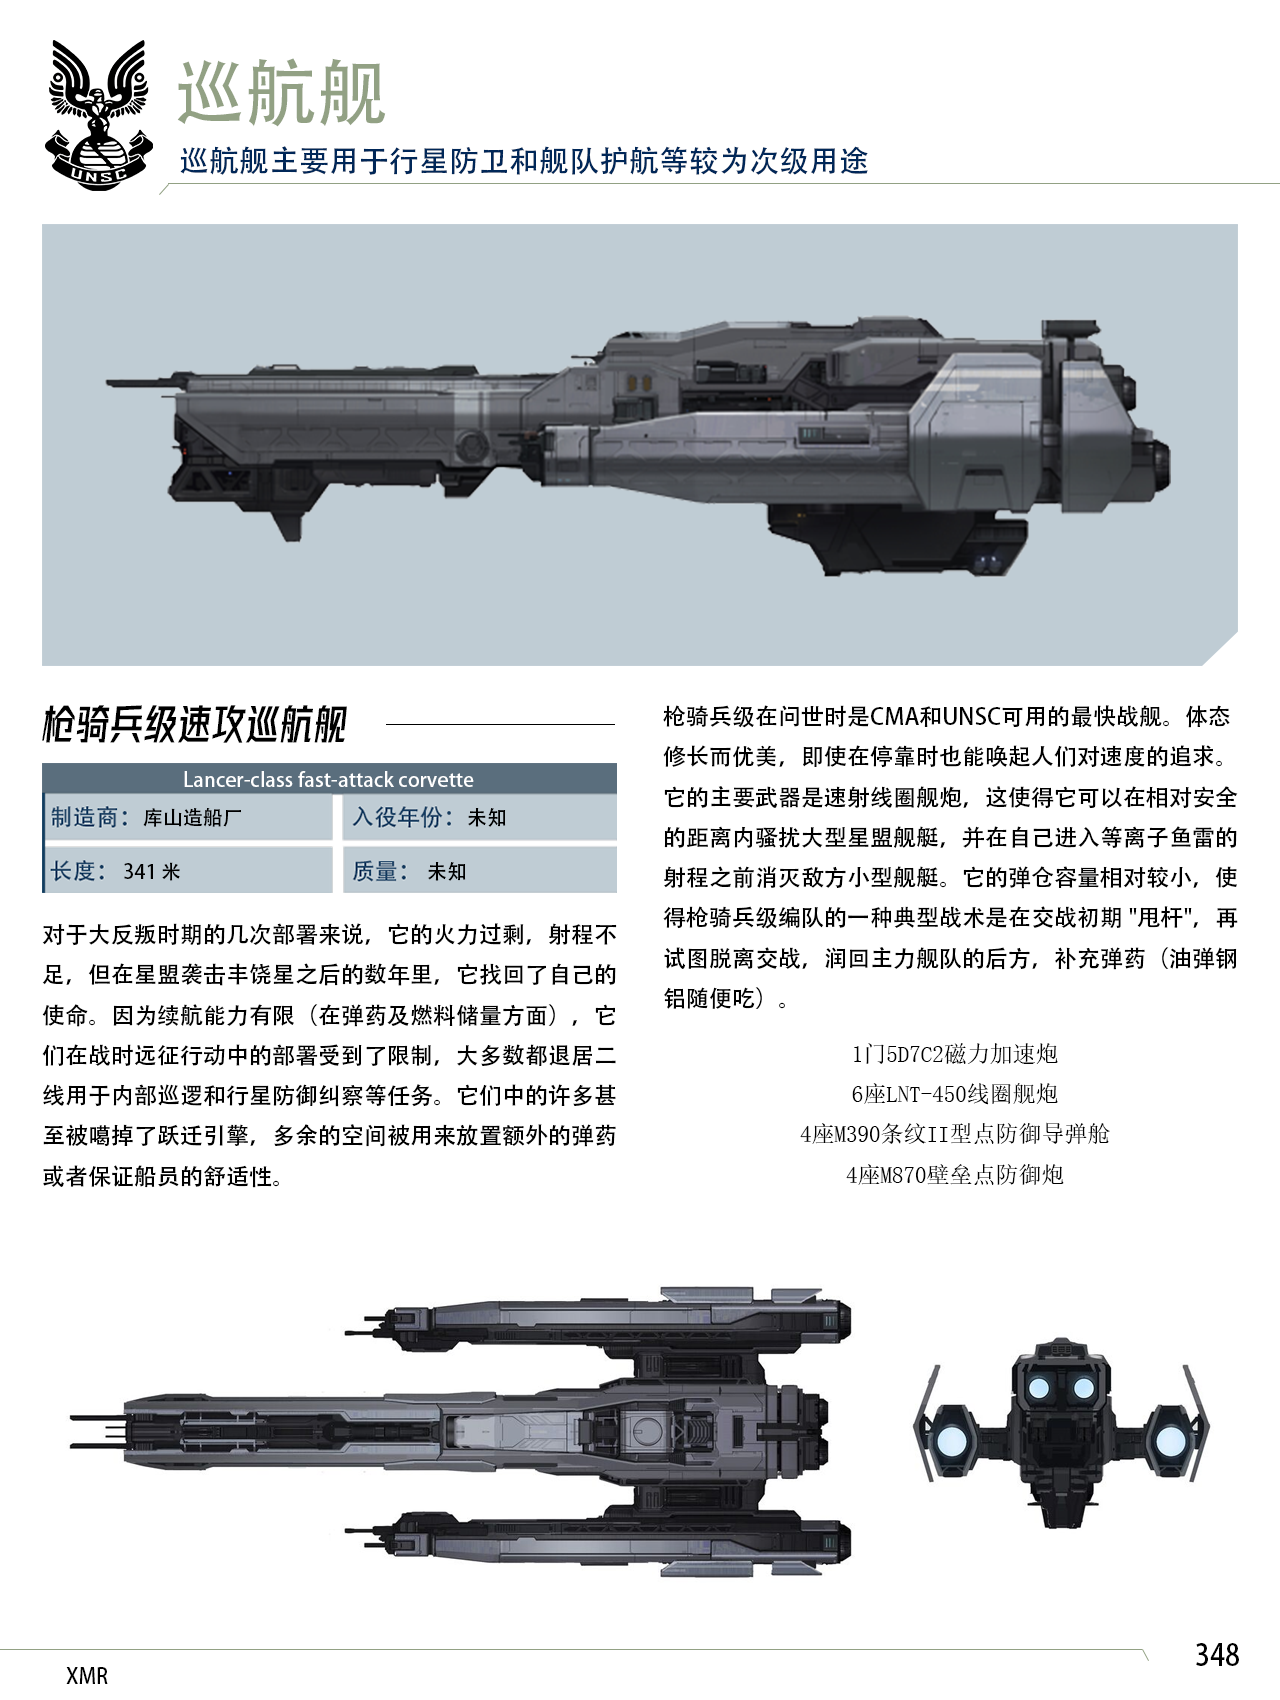 UNSC
巡航舰
巡航舰主要用于行星防卫和舰队护航等较为次级用途
枪骑兵级速攻巡航舰
Lancer-class fast-attack corvette
制造商：库山造船厂
入役年份：未知
长度：341 米
质量：未知
对于大反叛时期的几次部署来说，它的火力过剩，射程不
足，但在星盟袭击丰饶星之后的数年里，它找回了自己的
使命。因为续航能力有限（在弹药及燃料储量方面），它
们在战时远征行动中的部署受到了限制，大多数都退居二
线用于内部巡逻和行星防御纠察等任务。它们中的许多甚
至被噶掉了跃迁引擎，多余的空间被用来放置额外的弹药
或者保证船员的舒适性。
枪骑兵级在问世时是CMA和UNSC可用的最快战舰。体态
修长而优美，即使在停靠时也能唤起人们对速度的追求。
它的主要武器是速射线圈舰炮，这使得它可以在相对安全
的距离内骚扰大型星盟舰艇，并在自己进入等离子鱼雷的
射程之前消灭敌方小型舰艇。它的弹仓容量相对较小，使
得枪骑兵级编队的一种典型战术是在交战初期 "甩杆"，再
试图脱离交战，润回主力舰队的后方，补充弹药（油弹钢
铝随便吃）。
1门5D7C2磁力加速炮
6座LNT-450线圈舰炮
4座M390条纹II型点防御导弹舱
4座M870壁垒点防御炮
XMR
348